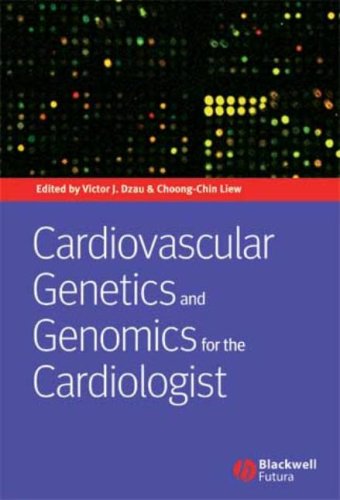 Edited by Victor J. Dzau & Choong-Chin Liew
Cardiovascular
Genetics and
Genomics for the
Cardiologist
Blackwell
Futura